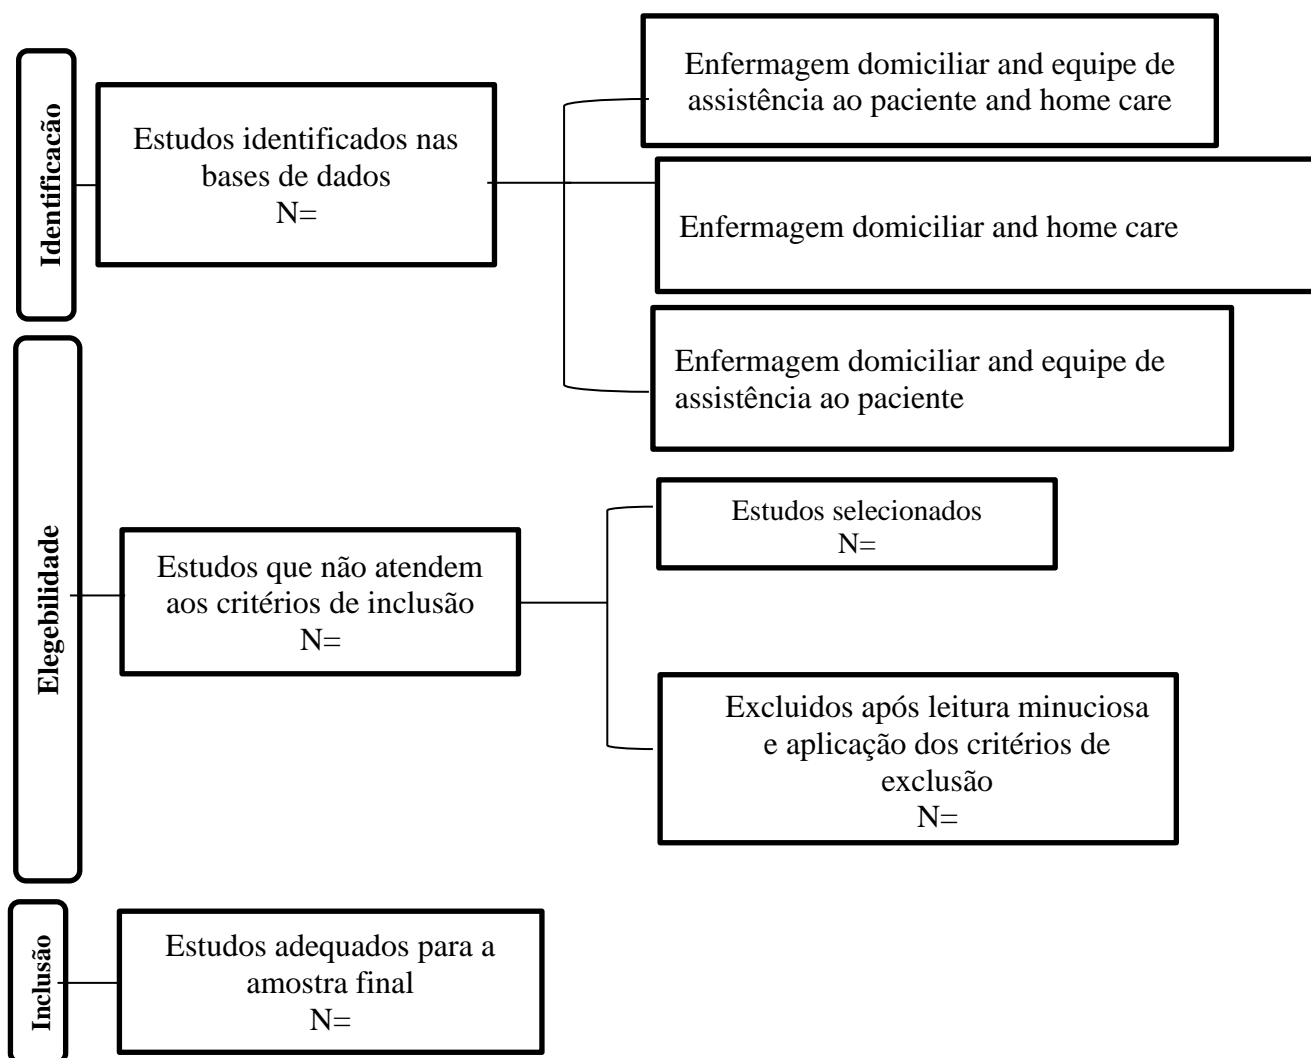 Identificacão
Estudos identificados nas
bases de dados
N=
Enfermagem domiciliar and equipe de
assistência ao paciente and home care
Enfermagem domiciliar and home care
Enfermagem domiciliar and equipe de
assistência ao paciente
Elegebilidade
Estudos que não atendem
aos critérios de inclusão
N=
Estudos selecionados
N=
Excluidos após leitura minuciosa
e aplicação dos critérios de
exclusão
N=
Inclusão
Estudos adequados para a
amostra final
N=